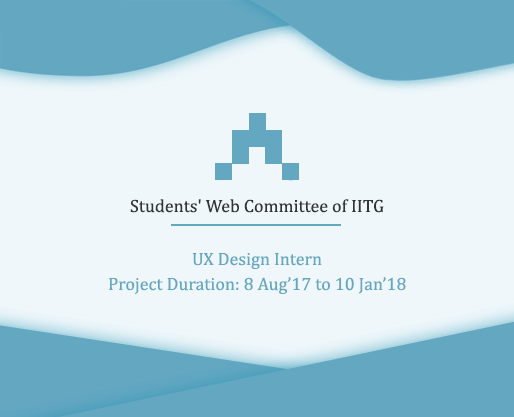 Students' Web Committee of IITG
UX Design Intern
Project Duration: 8 Aug’17 to 10 Jan’18